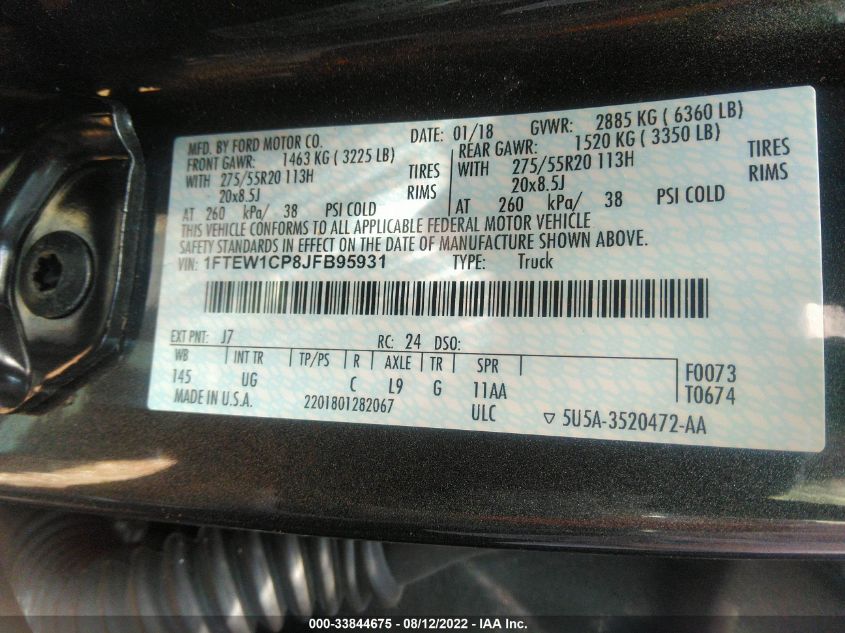 MFD. BY FORD MOTOR CO.
DATE: 01/18 GVWR: 2885 KG ( 6360 LB)
FRONT GAWR: 1463 KG ( 3225 LB)
REAR GAWR: 1520 KG ( 3350 LB)
WITH 275/55R20 113H TIRES
WITH 275/55R20 113H TIRES
20x8.5J RIMS
20x8.5J RIMS
AT 260 kPa/ 38 PSI COLD
AT 260 kPa/ 38 PSI COLD
THIS VEHICLE CONFORMS TO ALL APPLICABLE FEDERAL MOTOR VEHICLE
SAFETY STANDARDS IN EFFECT ON THE DATE OF MANUFACTURE SHOWN ABOVE.
VIN: 1FTEW1CP8JFB95931 TYPE: Truck
EXT PNT: J7 RC: 24 DSO:
WB INT TR TP/PS R AXLE TR SPR
145 UG C L9 G 11AA
F0073
T0674
MADE IN U.S.A. 2201801282067 ULC ▽ 5U5A-3520472-AA
000-33844675 - 08/12/2022 - IAA Inc.